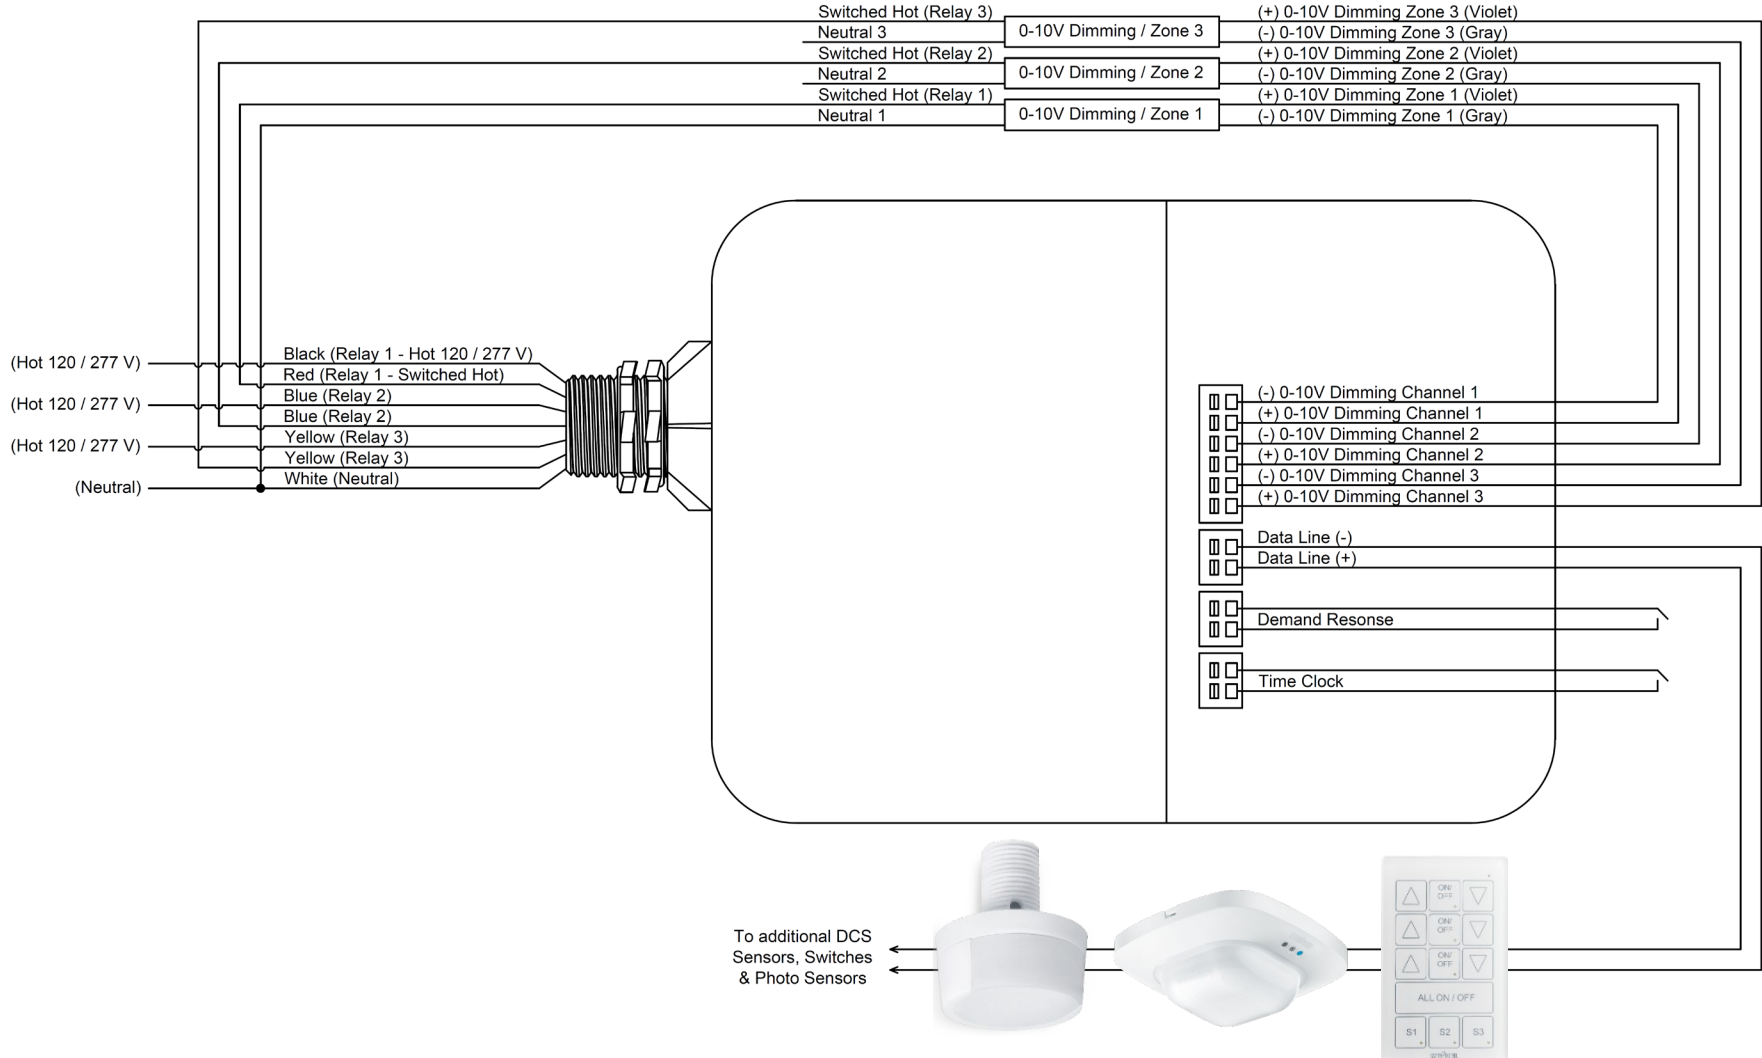 Switched Hot (Relay 3)
(+) 0-10V Dimming Zone 3 (Violet)
Neutral 3
0-10V Dimming / Zone 3
(-) 0-10V Dimming Zone 3 (Gray)
Switched Hot (Relay 2)
(+) 0-10V Dimming Zone 2 (Violet)
Neutral 2
0-10V Dimming / Zone 2
(-) 0-10V Dimming Zone 2 (Gray)
Switched Hot (Relay 1)
(+) 0-10V Dimming Zone 1 (Violet)
Neutral 1
0-10V Dimming / Zone 1
(-) 0-10V Dimming Zone 1 (Gray)
(Hot 120 / 277 V)
Black (Relay 1 - Hot 120 / 277 V)
Red (Relay 1 - Switched Hot)
(Hot 120 / 277 V)
Blue (Relay 2)
Blue (Relay 2)
(Hot 120 / 277 V)
Yellow (Relay 3)
Yellow (Relay 3)
(Neutral)
White (Neutral)
(-) 0-10V Dimming Channel 1
(+) 0-10V Dimming Channel 1
(-) 0-10V Dimming Channel 2
(+) 0-10V Dimming Channel 2
(-) 0-10V Dimming Channel 3
(+) 0-10V Dimming Channel 3
Data Line (-)
Data Line (+)
Demand Resonse
Time Clock
To additional DCS
Sensors, Switches
& Photo Sensors
ON/
OFF
ON/
OFF
ON/
OFF
ALL ON / OFF
S1 S2 S3